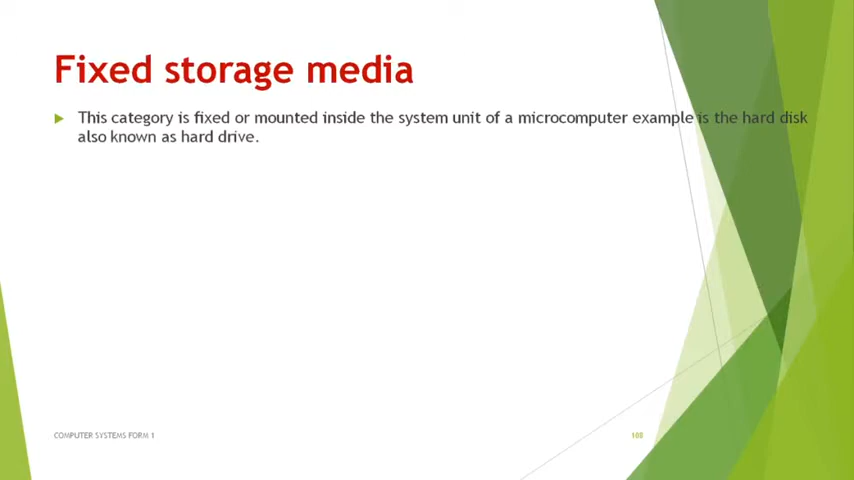 Fixed storage media
This category is fixed or mounted inside the system unit of a microcomputer example is the hard disk
also known as hard drive.
COMPUTER SYSTEMS FORM 1
108